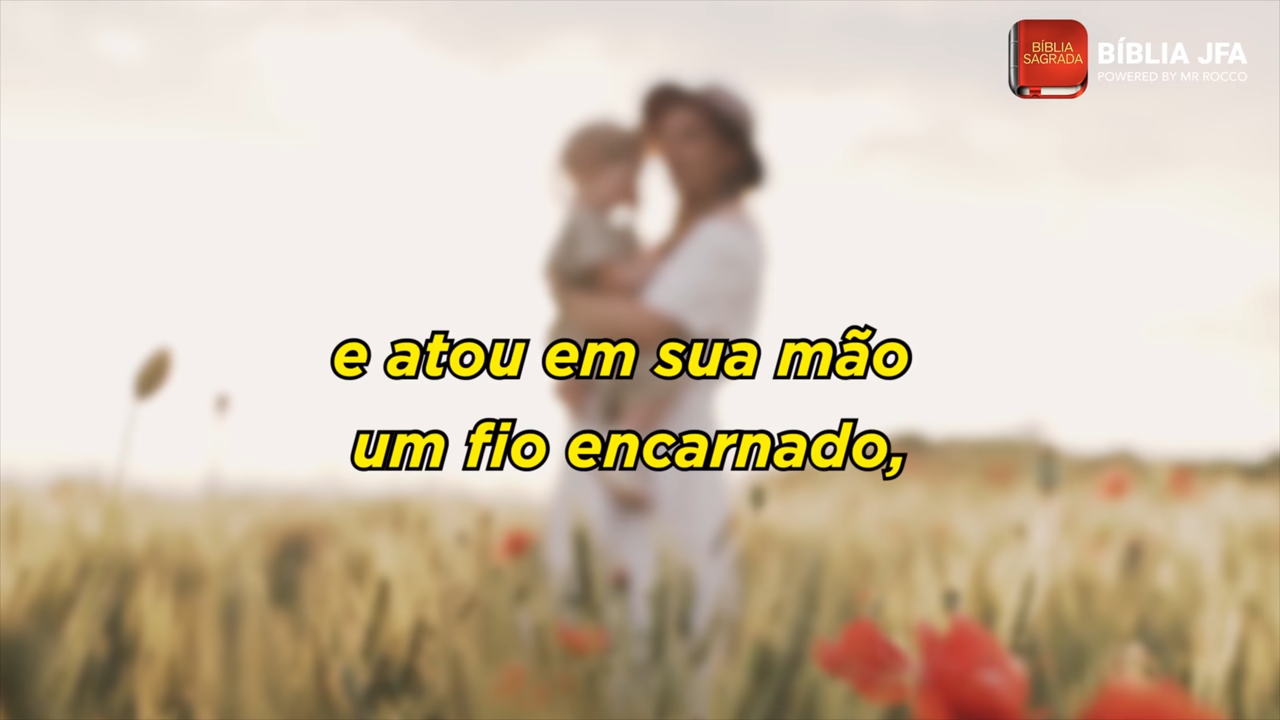 BÍBLIA
SAGRADA
BÍBLIA JFA
POWERED BY MR ROCCO
e atou em sua mão
um fio encarnado,